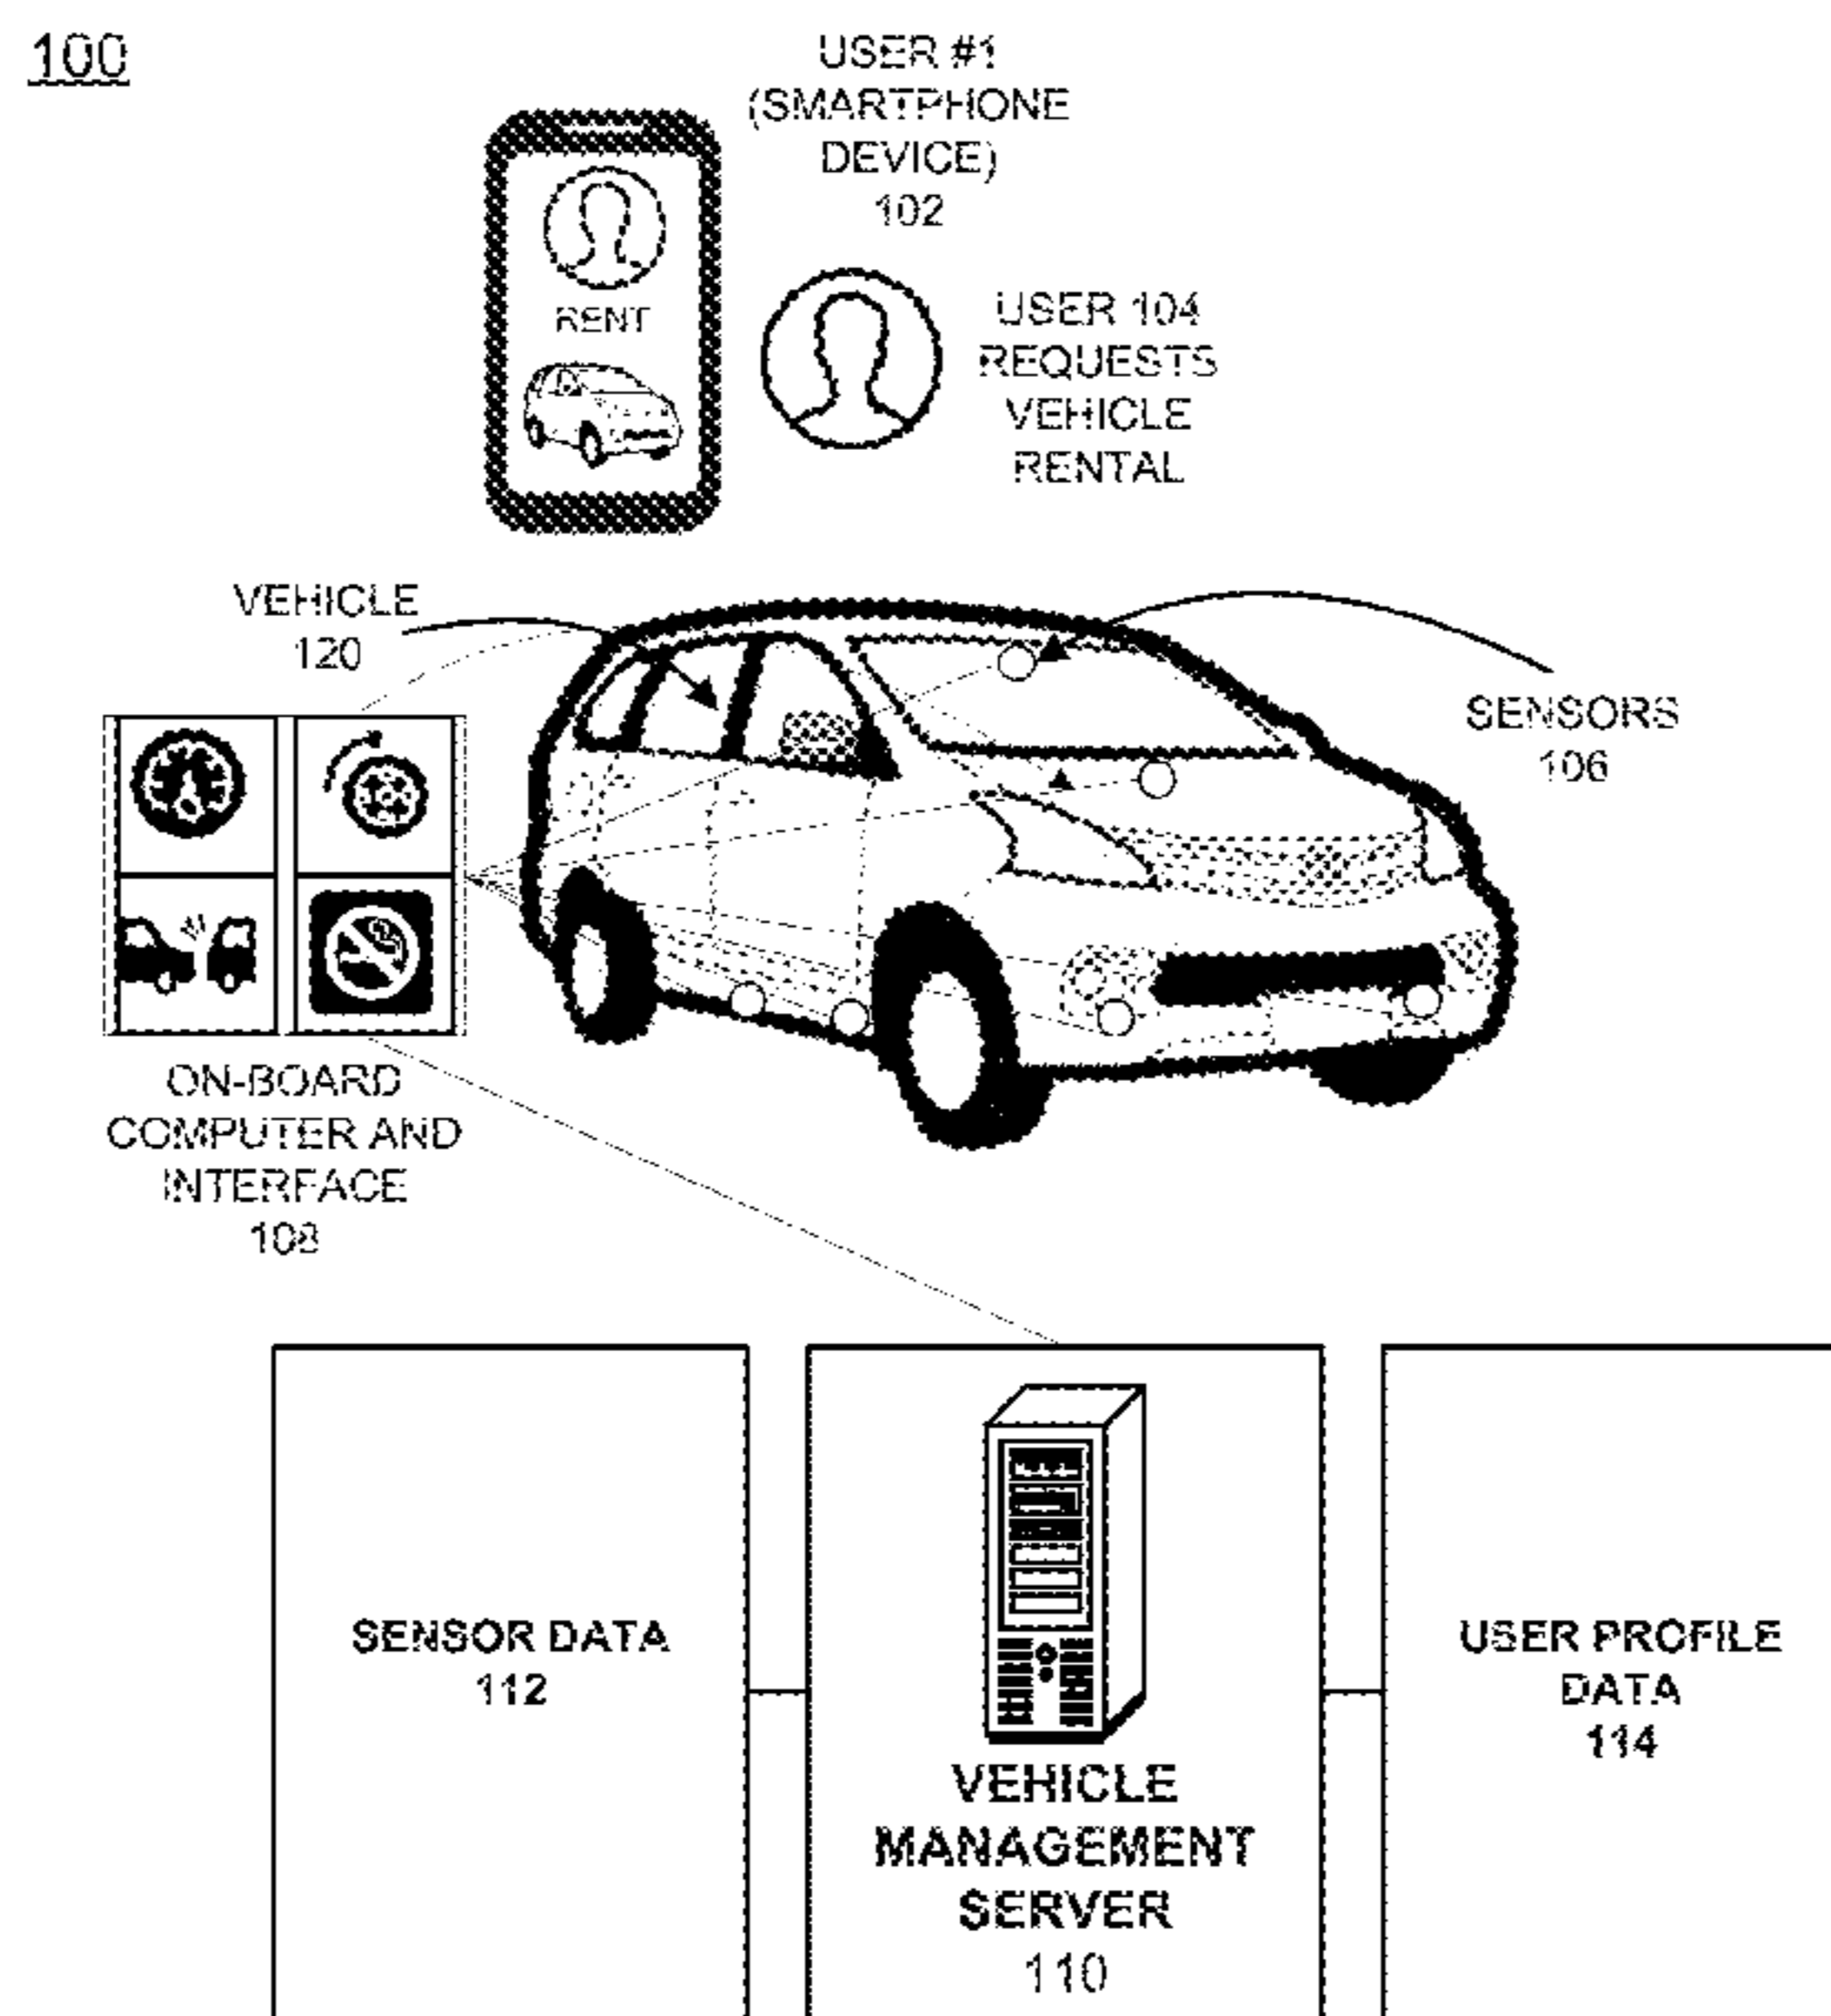 100
USER #1
(SMARTPHONE
DEVICE)
102
RENT
USER 104
REQUESTS
VEHICLE
RENTAL
VEHICLE
120
SENSORS
106
ON-BOARD
COMPUTER AND
INTERFACE
108
SENSOR DATA
112
VEHICLE
MANAGEMENT
SERVER
110
USER PROFILE
DATA
114